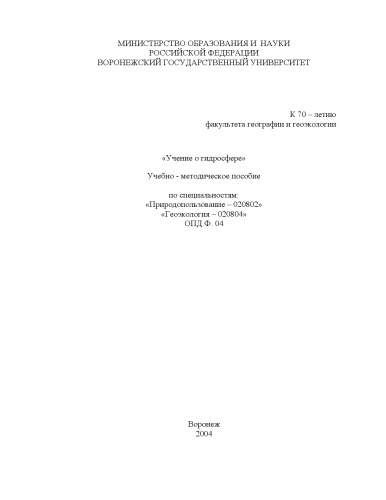 МИНИСТЕРСТВО ОБРАЗОВАНИЯ И НАУКИ
РОССИЙСКОЙ ФЕДЕРАЦИИ
ВОРОНЕЖСКИЙ ГОСУДАРСТВЕННЫЙ УНИВЕРСИТЕТ
К 70 – летию
факультета географии и геоэкологии
«Учение о гидросфере»
Учебно - методическое пособие
по специальностям:
«Природопользование – 020802»
«Геоэкология – 020804»
ОПД.Ф. 04
Воронеж
2004